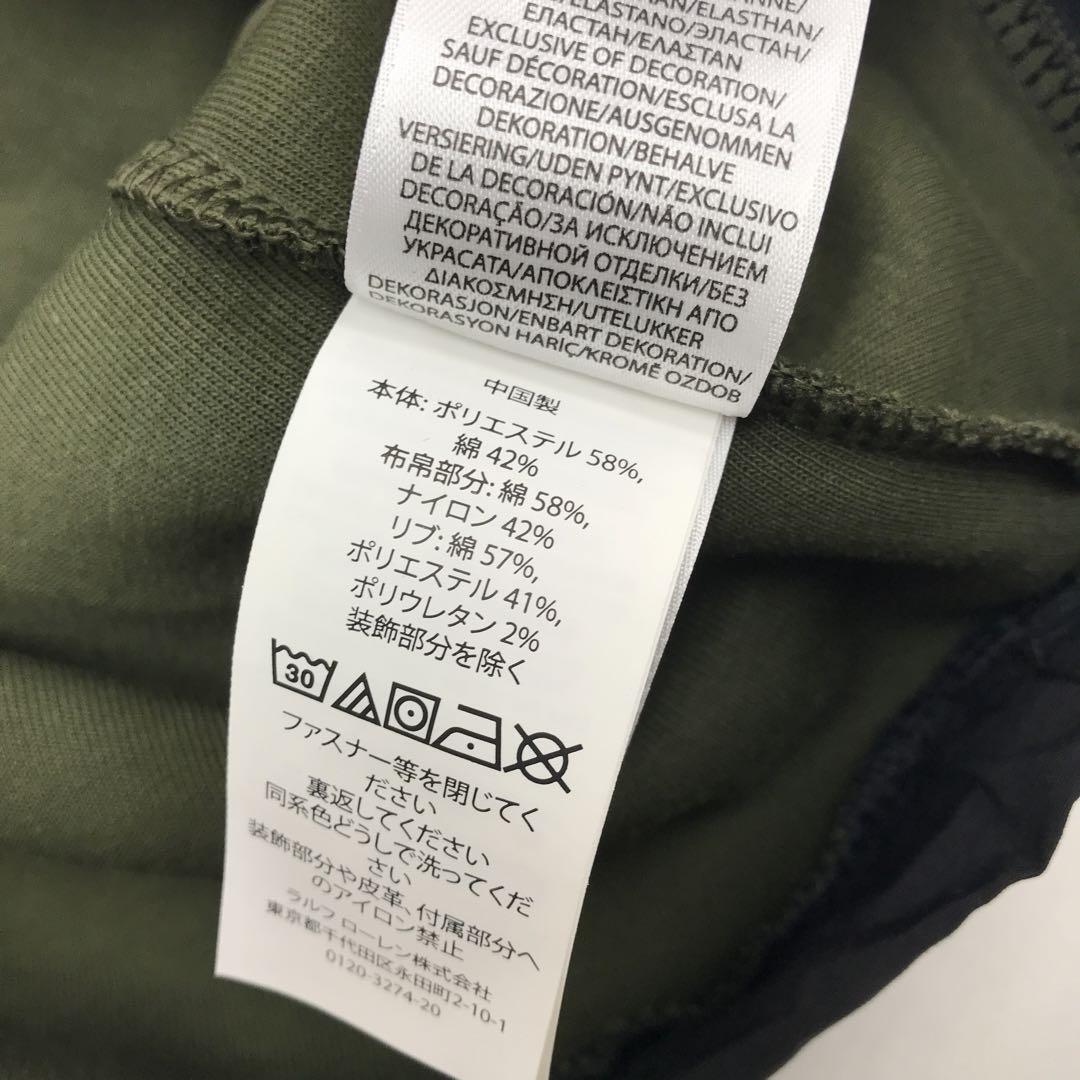 /ELASTHAN/
/ELASTANO/ЭЛАСТАН/
ЕЛАСТАН/ΕΛΑΣΤΑΝ
EXCLUSIVE OF DECORATION/
SAUF DÉCORATION/ESCLUSA LA
DECORAZIONE/AUSGENOMMEN
DEKORATION/BEHALVE
VERSIERING/UDEN PYNT/EXCLUSIVO
DE LA DECORACIÓN/NÃO INCLUI
DECORAÇÃO/ЗА ИСКЛЮЧЕНИЕМ
ДЕКОРАТИВНОЙ ОТДЕЛКИ/БЕЗ
УКРАСАТА/ΑΠΟΚΛΕΙΣΤΙΚΗ ΑΠΟ
ΔΙΑΚΟΣΜΗΣΗ/UTELUKKER
DEKORASJON/ENBART DEKORATION/
DEKORASYON HARİÇ/KROMĚ OZDOB
中国製
本体: ポリエステル 58%,
綿 42%
布帛部分: 綿 58%,
ナイロン 42%
リブ: 綿 57%,
ポリエステル 41%,
ポリウレタン 2%
装飾部分を除く
30
ファスナー等を閉じてく
ださい
裏返してください
同系色どうしで洗ってくだ
さい
装飾部分や皮革、付属部分へ
のアイロン禁止
ラルフ ローレン株式会社
東京都千代田区永田町2-10-1
0120-3274-20